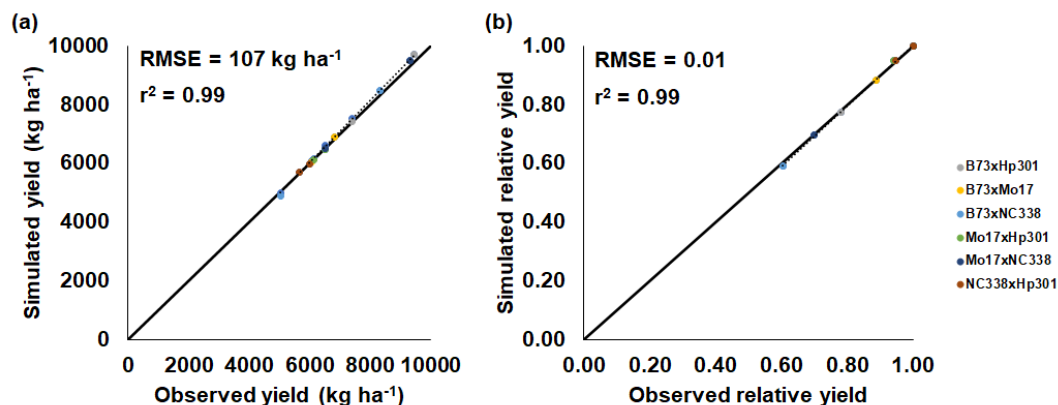 (a)
RMSE = 107 kg ha⁻¹
r² = 0.99
Simulated yield (kg ha⁻¹)
10000
8000
6000
4000
2000
0
0 2000 4000 6000 8000 10000
Observed yield (kg ha⁻¹)
(b)
RMSE = 0.01
r² = 0.99
Simulated relative yield
1.00
0.80
0.60
0.40
0.20
0.00
0.00 0.20 0.40 0.60 0.80 1.00
Observed relative yield
B73xHp301
B73xMo17
B73xNC338
Mo17xHp301
Mo17xNC338
NC338xHp301